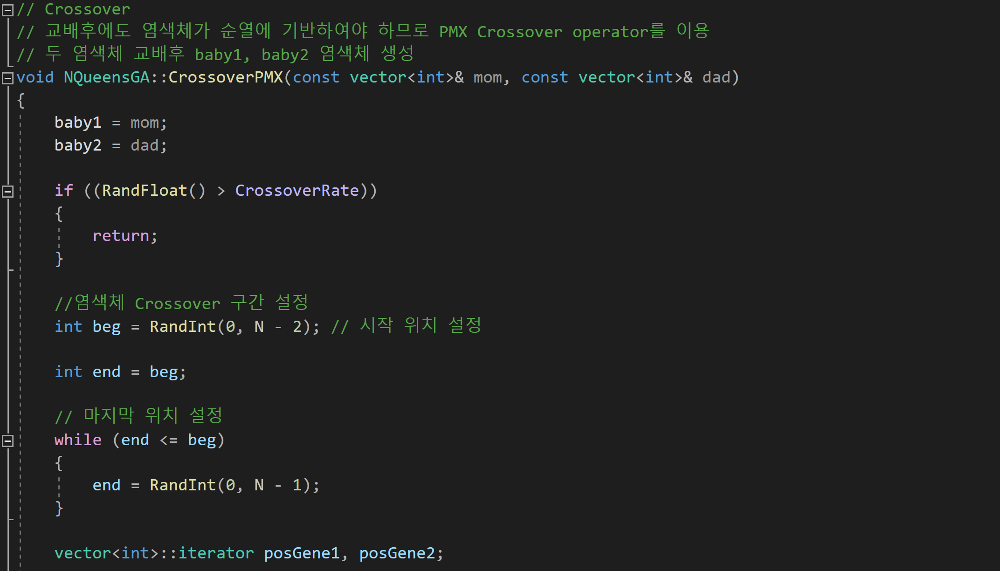 // Crossover
// 교배후에도 염색체가 순열에 기반하여야 하므로 PMX Crossover operator를 이용
// 두 염색체 교배후 baby1, baby2 염색체 생성
void NQueensGA::CrossoverPMX(const vector<int>& mom, const vector<int>& dad)
{
baby1 = mom;
baby2 = dad;
if ((RandFloat() > CrossoverRate))
{
return;
}
//염색체 Crossover 구간 설정
int beg = RandInt(0, N - 2); // 시작 위치 설정
int end = beg;
// 마지막 위치 설정
while (end <= beg)
{
end = RandInt(0, N - 1);
}
vector<int>::iterator posGene1, posGene2;